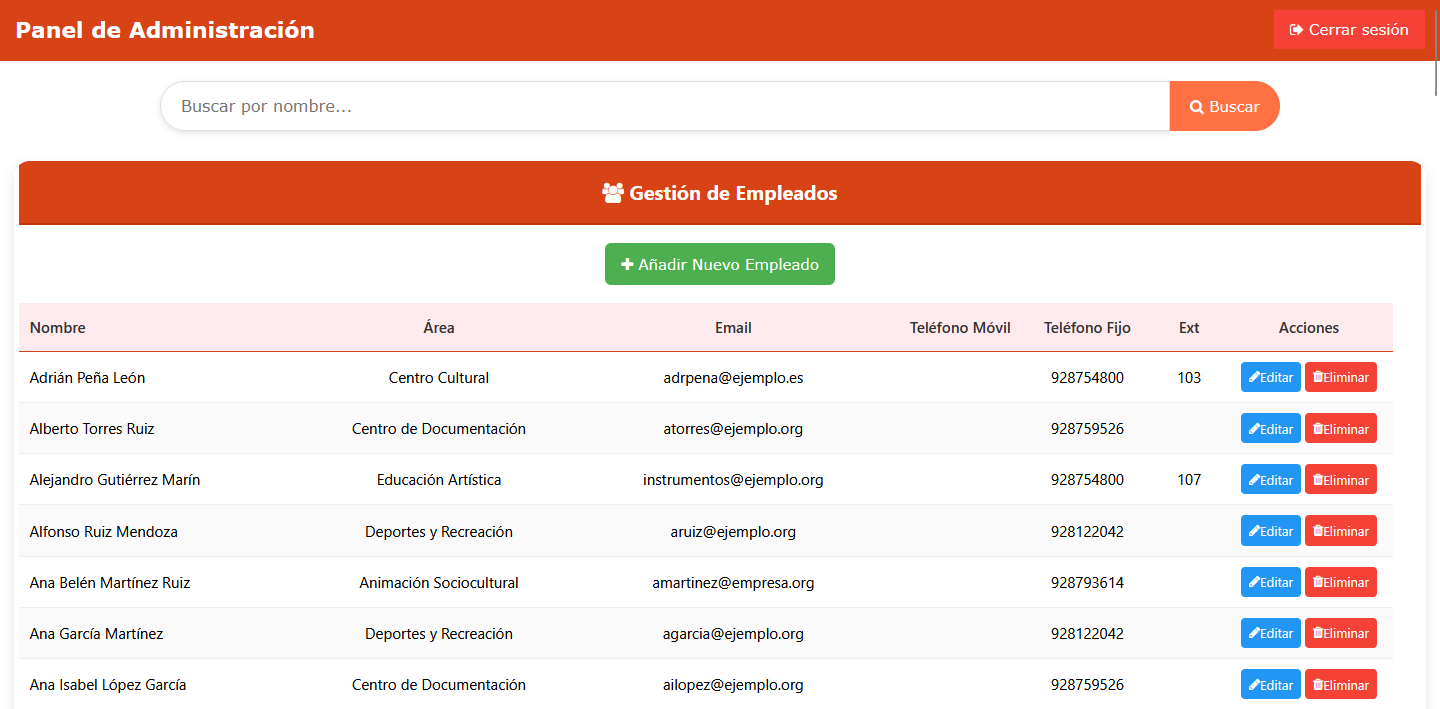 Panel de Administración
Cerrar sesión
Buscar por nombre...
Buscar
Gestión de Empleados
Añadir Nuevo Empleado
Nombre Área Email Teléfono Móvil Teléfono Fijo Ext Acciones
Adrián Peña León Centro Cultural adrpena@ejemplo.es 928754800 103 Editar Eliminar
Alberto Torres Ruiz Centro de Documentación atorres@ejemplo.org 928759526 Editar Eliminar
Alejandro Gutiérrez Marín Educación Artística instrumentos@ejemplo.org 928754800 107 Editar Eliminar
Alfonso Ruiz Mendoza Deportes y Recreación aruiz@ejemplo.org 928122042 Editar Eliminar
Ana Belén Martínez Ruiz Animación Sociocultural amartinez@empresa.org 928793614 Editar Eliminar
Ana García Martínez Deportes y Recreación agarcia@ejemplo.org 928122042 Editar Eliminar
Ana Isabel López García Centro de Documentación ailopez@ejemplo.org 928759526 Editar Eliminar